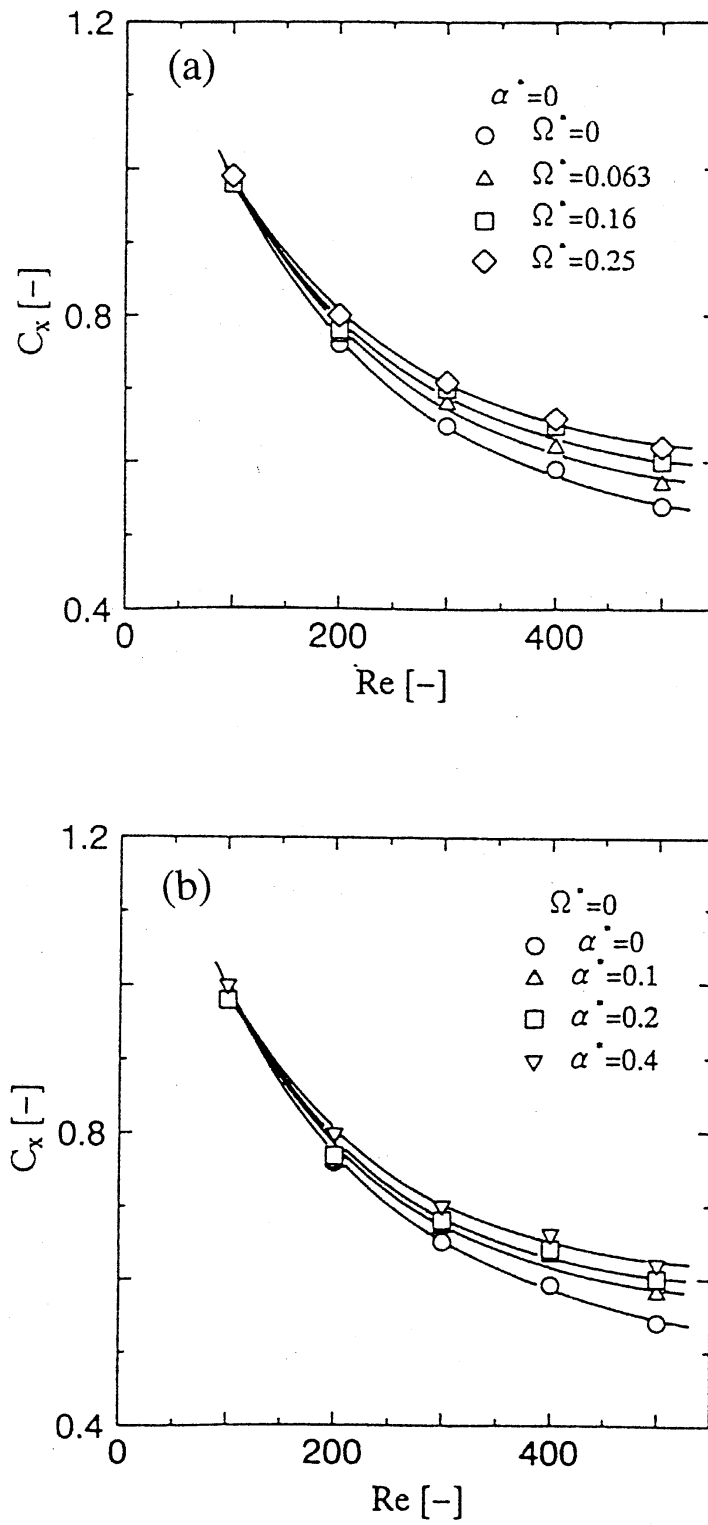 1.2
(a)
α*=0
○ Ω*=0
△ Ω*=0.063
□ Ω*=0.16
◇ Ω*=0.25
Cx [−]
0.8
0.4
0 200 400
Re [−]
1.2
(b)
Ω*=0
○ α*=0
△ α*=0.1
□ α*=0.2
▽ α*=0.4
Cx [−]
0.8
0.4
0 200 400
Re [−]